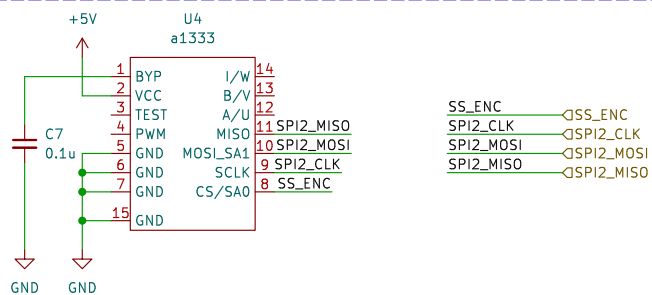 +5V
U4
a1333
1 BYP I/W 14
2 VCC B/V 13
3 TEST A/U 12
4 PWM MISO 11 SPI2_MISO
5 GND MOSI_SA1 10 SPI2_MOSI
6 GND SCLK 9 SPI2_CLK
7 GND CS/SA0 8 SS_ENC
15 GND
C7
0.1u
GND
GND
SS_ENC SS_ENC
SPI2_CLK SPI2_CLK
SPI2_MOSI SPI2_MOSI
SPI2_MISO SPI2_MISO